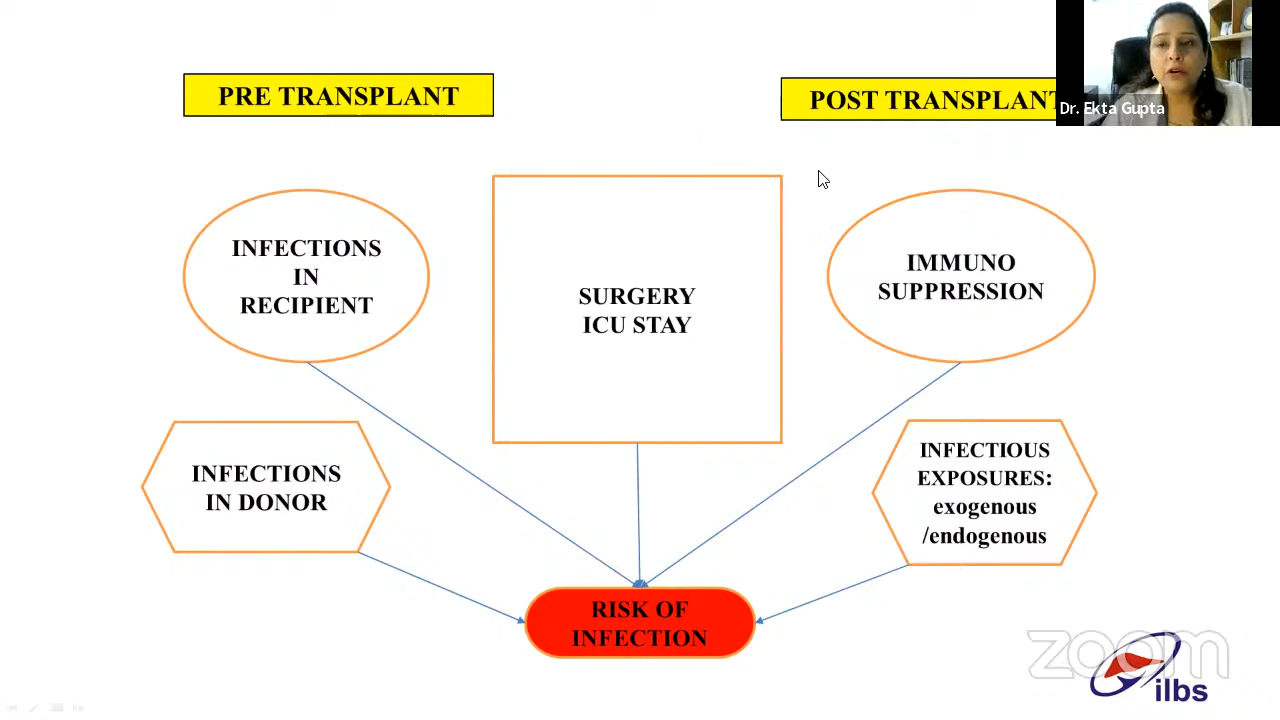 PRE TRANSPLANT
POST TRANSPLANT
Dr. Ekta Gupta
INFECTIONS
IN
RECIPIENT
SURGERY
ICU STAY
IMMUNO
SUPPRESSION
INFECTIONS
IN DONOR
INFECTIOUS
EXPOSURES:
exogenous
/endogenous
RISK OF
INFECTION
zoom
ilbs